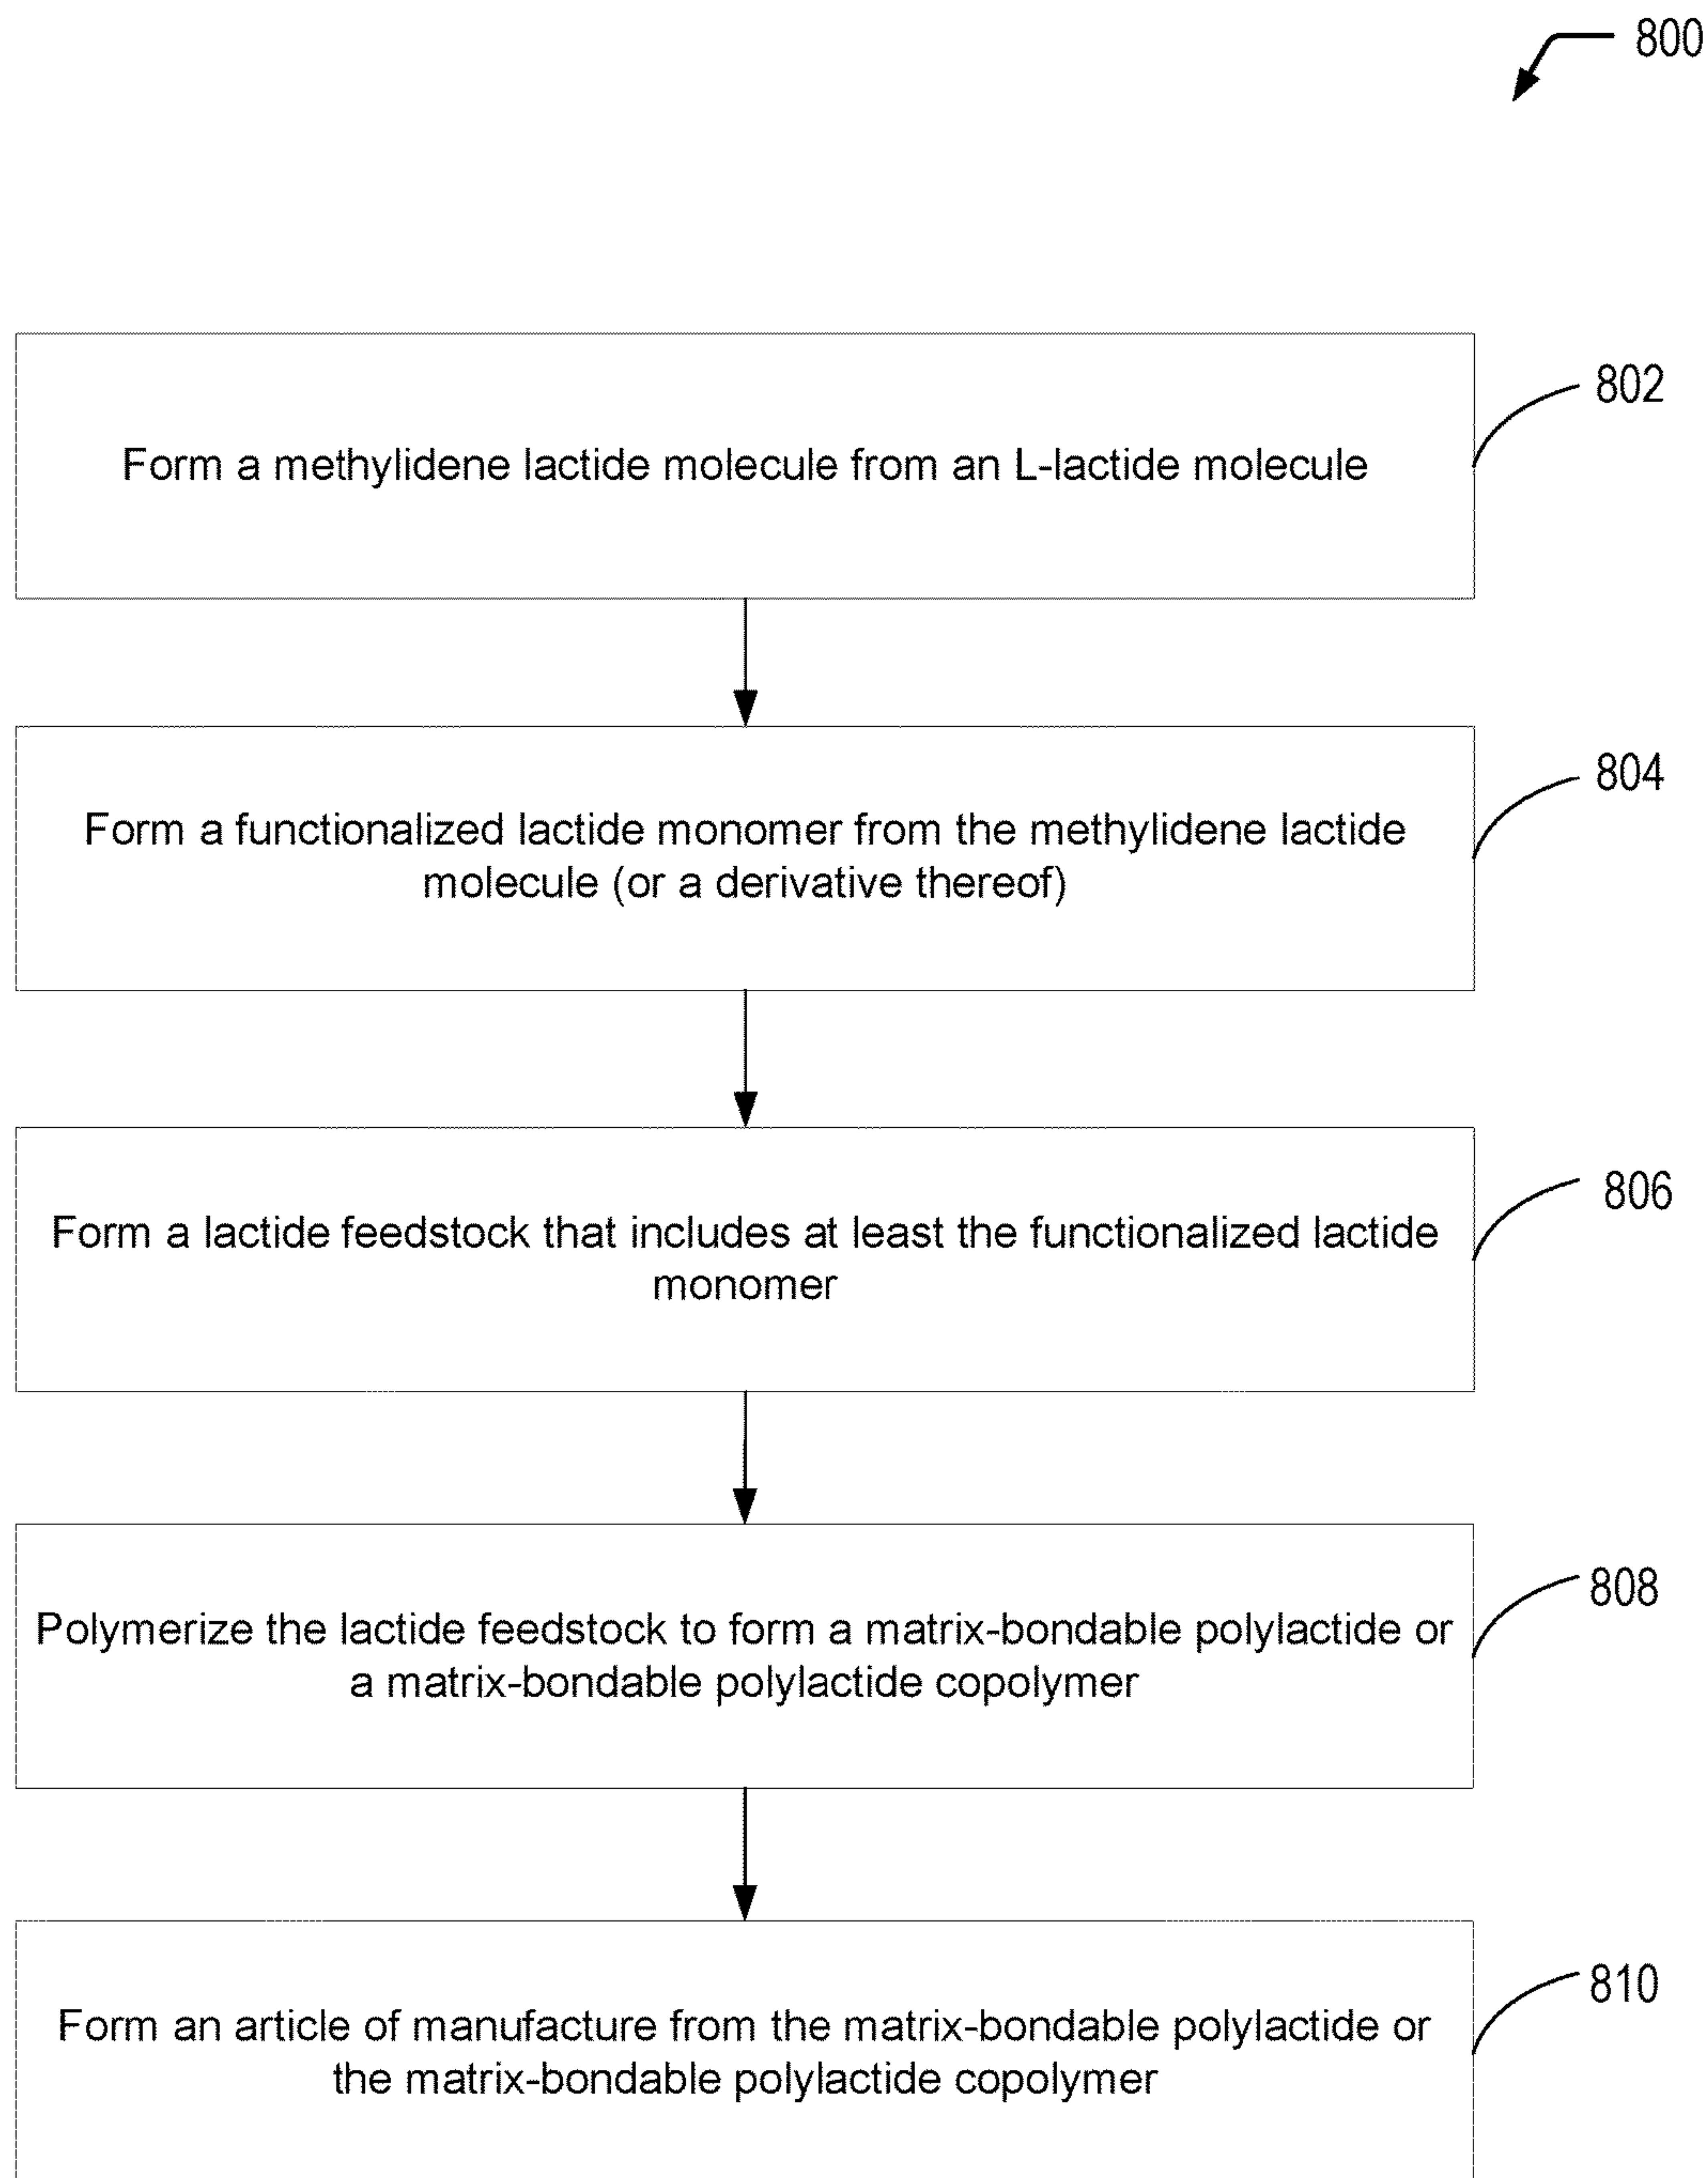 800
802
Form a methylidene lactide molecule from an L-lactide molecule
804
Form a functionalized lactide monomer from the methylidene lactide
molecule (or a derivative thereof)
806
Form a lactide feedstock that includes at least the functionalized lactide
monomer
808
Polymerize the lactide feedstock to form a matrix-bondable polylactide or
a matrix-bondable polylactide copolymer
810
Form an article of manufacture from the matrix-bondable polylactide or
the matrix-bondable polylactide copolymer